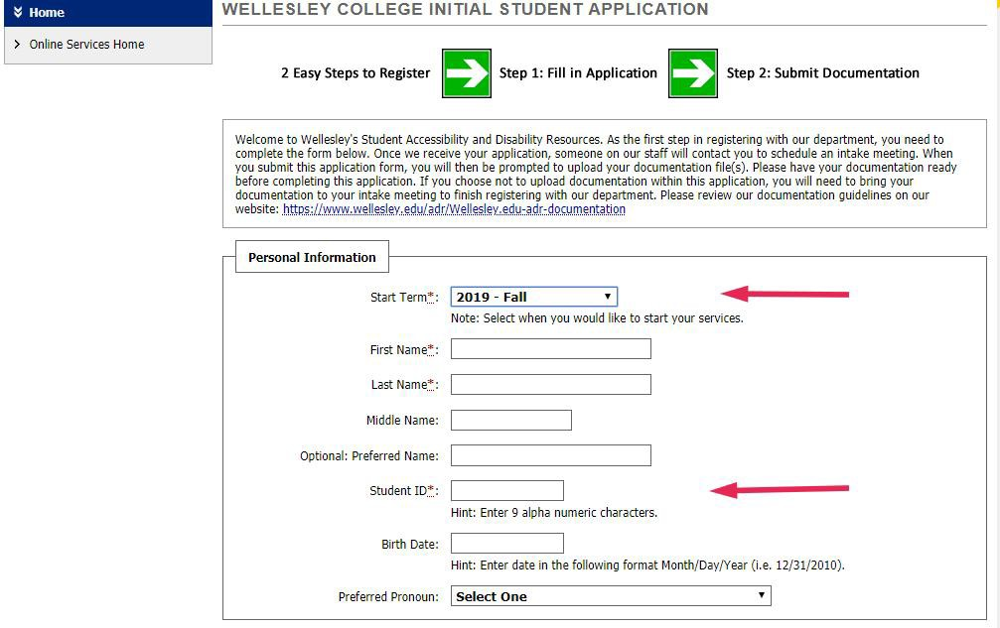 Home
Online Services Home
WELLESLEY COLLEGE INITIAL STUDENT APPLICATION
2 Easy Steps to Register Step 1: Fill in Application Step 2: Submit Documentation
Welcome to Wellesley's Student Accessibility and Disability Resources. As the first step in registering with our department, you need to
complete the form below. Once we receive your application, someone on our staff will contact you to schedule an intake meeting. When
you submit this application form, you will then be prompted to upload your documentation file(s). Please have your documentation ready
before completing this application. If you choose not to upload documentation within this application, you will need to bring your
documentation to your intake meeting to finish registering with our department. Please review our documentation guidelines on our
website: https://www.wellesley.edu/adr/Wellesley.edu-adr-documentation
Personal Information
Start Term*: 2019 - Fall
Note: Select when you would like to start your services.
First Name*:
Last Name*:
Middle Name:
Optional: Preferred Name:
Student ID*:
Hint: Enter 9 alpha numeric characters.
Birth Date:
Hint: Enter date in the following format Month/Day/Year (i.e. 12/31/2010).
Preferred Pronoun: Select One